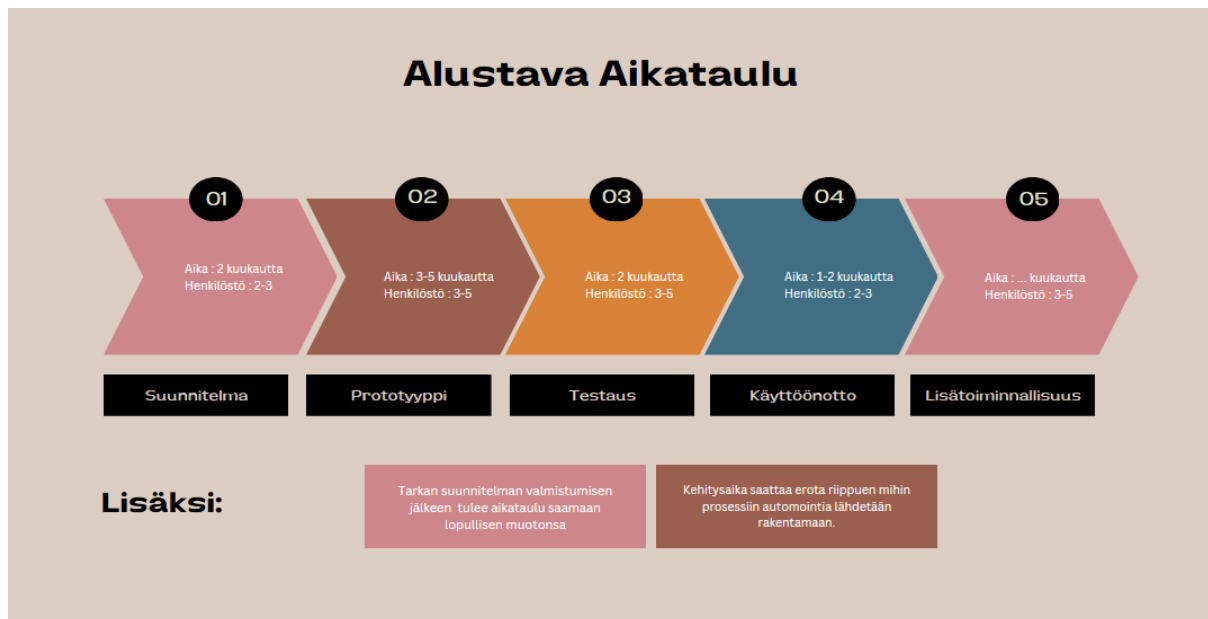 Alustava Aikataulu
01
02
03
04
05
Aika : 2 kuukautta
Henkilöstö : 2-3
Aika : 3-5 kuukautta
Henkilöstö : 3-5
Aika : 2 kuukautta
Henkilöstö : 3-5
Aika : 1-2 kuukautta
Henkilöstö : 2-3
Aika : ... kuukautta
Henkilöstö : 3-5
Suunnitelma
Prototyyppi
Testaus
Käyttöönotto
Lisätoiminnallisuus
Lisäksi:
Tarkan suunnitelman valmistumisen
jälkeen tulee aikataulu saamaan
lopullisen muotonsa
Kehitysaika saattaa erota riippuen mihin
prosessiin automointia lähdetään
rakentamaan.